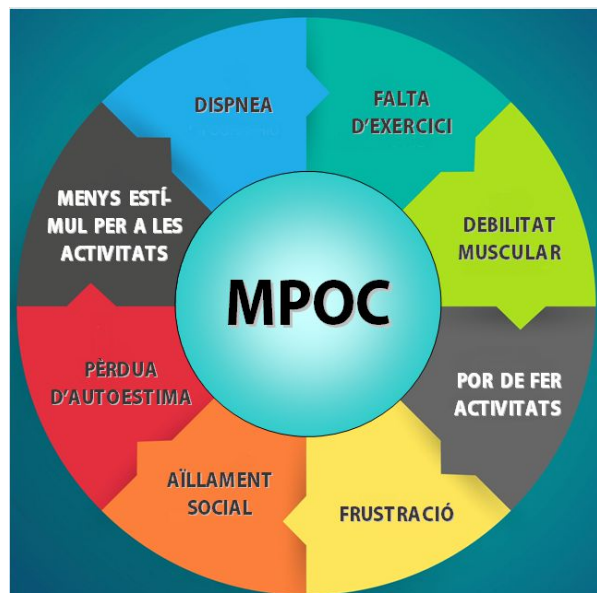 DISPNEA
FALTA
D'EXERCICI
DEBILITAT
MUSCULAR
POR DE FER
ACTIVITATS
FRUSTRACIÓ
AÏLLAMENT
SOCIAL
PÈRDUA
D'AUTOESTIMA
MENYS ESTÍ-
MUL PER A LES
ACTIVITATS
MPOC